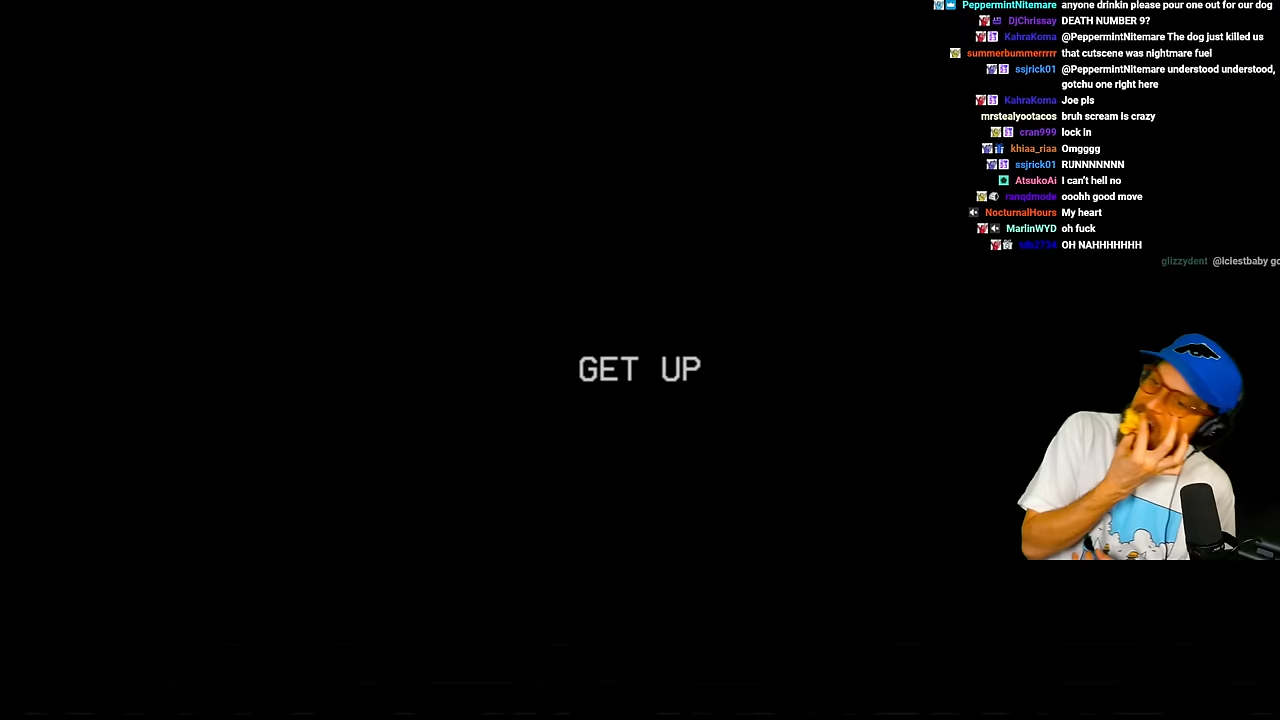 PeppermintNitemare anyone drinkin please pour one out for our dog
DjChrissay DEATH NUMBER 9?
KahraKoma @PeppermintNitemare The dog just killed us
summerbummerrrrr that cutscene was nightmare fuel
ssjrick01 @PeppermintNitemare understood understood,
gotchu one right here
KahraKoma Joe pls
mrstealyootacos bruh scream is crazy
cran999 lock in
khiaa_riaa Omgggg
ssjrick01 RUNNNNNN
AtsukoAi I can't hell no
ranqdmode ooohh good move
NocturnalHours My heart
MarlinWYD oh fuck
OH NAHHHHHHH
glizzydent @iciestbaby go
GET UP